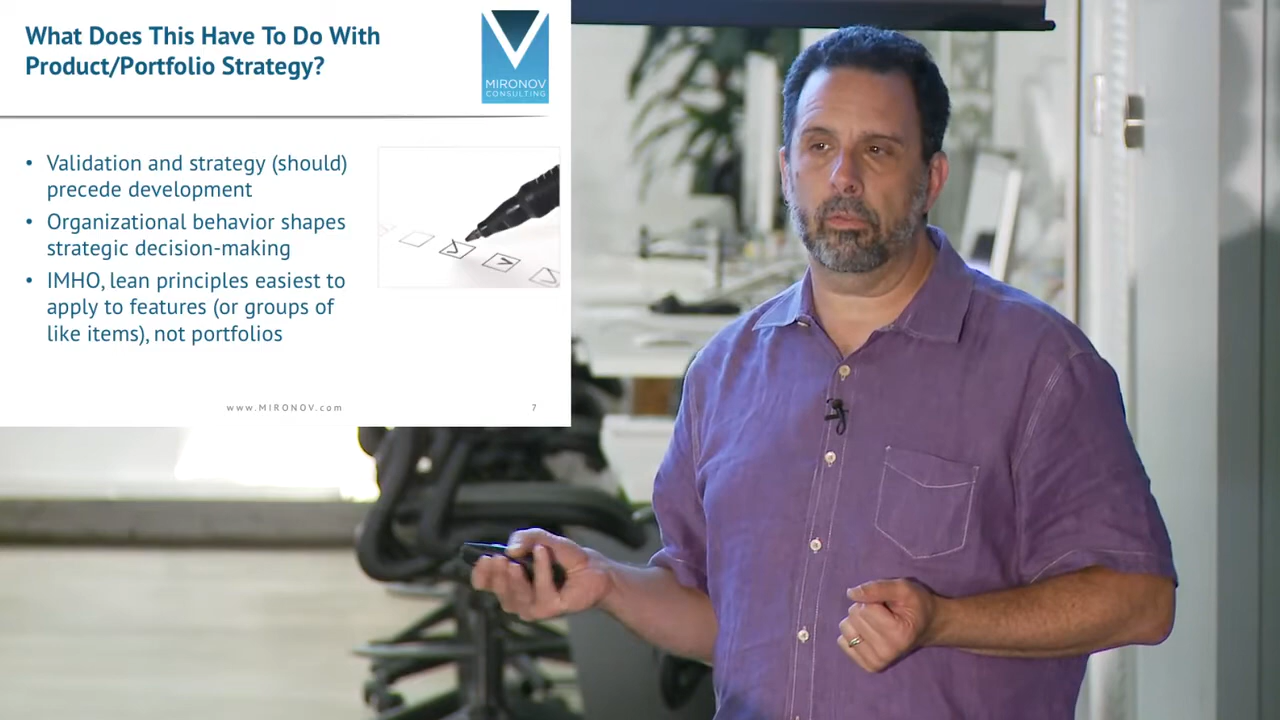 What Does This Have To Do With
Product/Portfolio Strategy?
MIRONOV
CONSULTING
• Validation and strategy (should)
precede development
• Organizational behavior shapes
strategic decision-making
• IMHO, lean principles easiest to
apply to features (or groups of
like items), not portfolios
www.MIRONOV.com
7